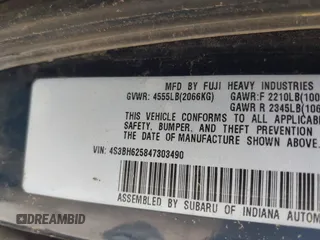 MFD BY FUJI HEAVY INDUSTRIES
GVWR: 4555LB(2066KG) GAWR:F 2210LB(100
GAWR R 2345LB(106
THIS VEHICLE CONFORMS TO ALL APPLICABLE
SAFETY, BUMPER, AND THEFT PREVENTION
THE DATE OF MANUFACTURE SHOWN ABOVE.
VIN: 4S3BH625847303490
ASSEMBLED BY SUBARU OF INDIANA AUTOMOT
DREAMBID